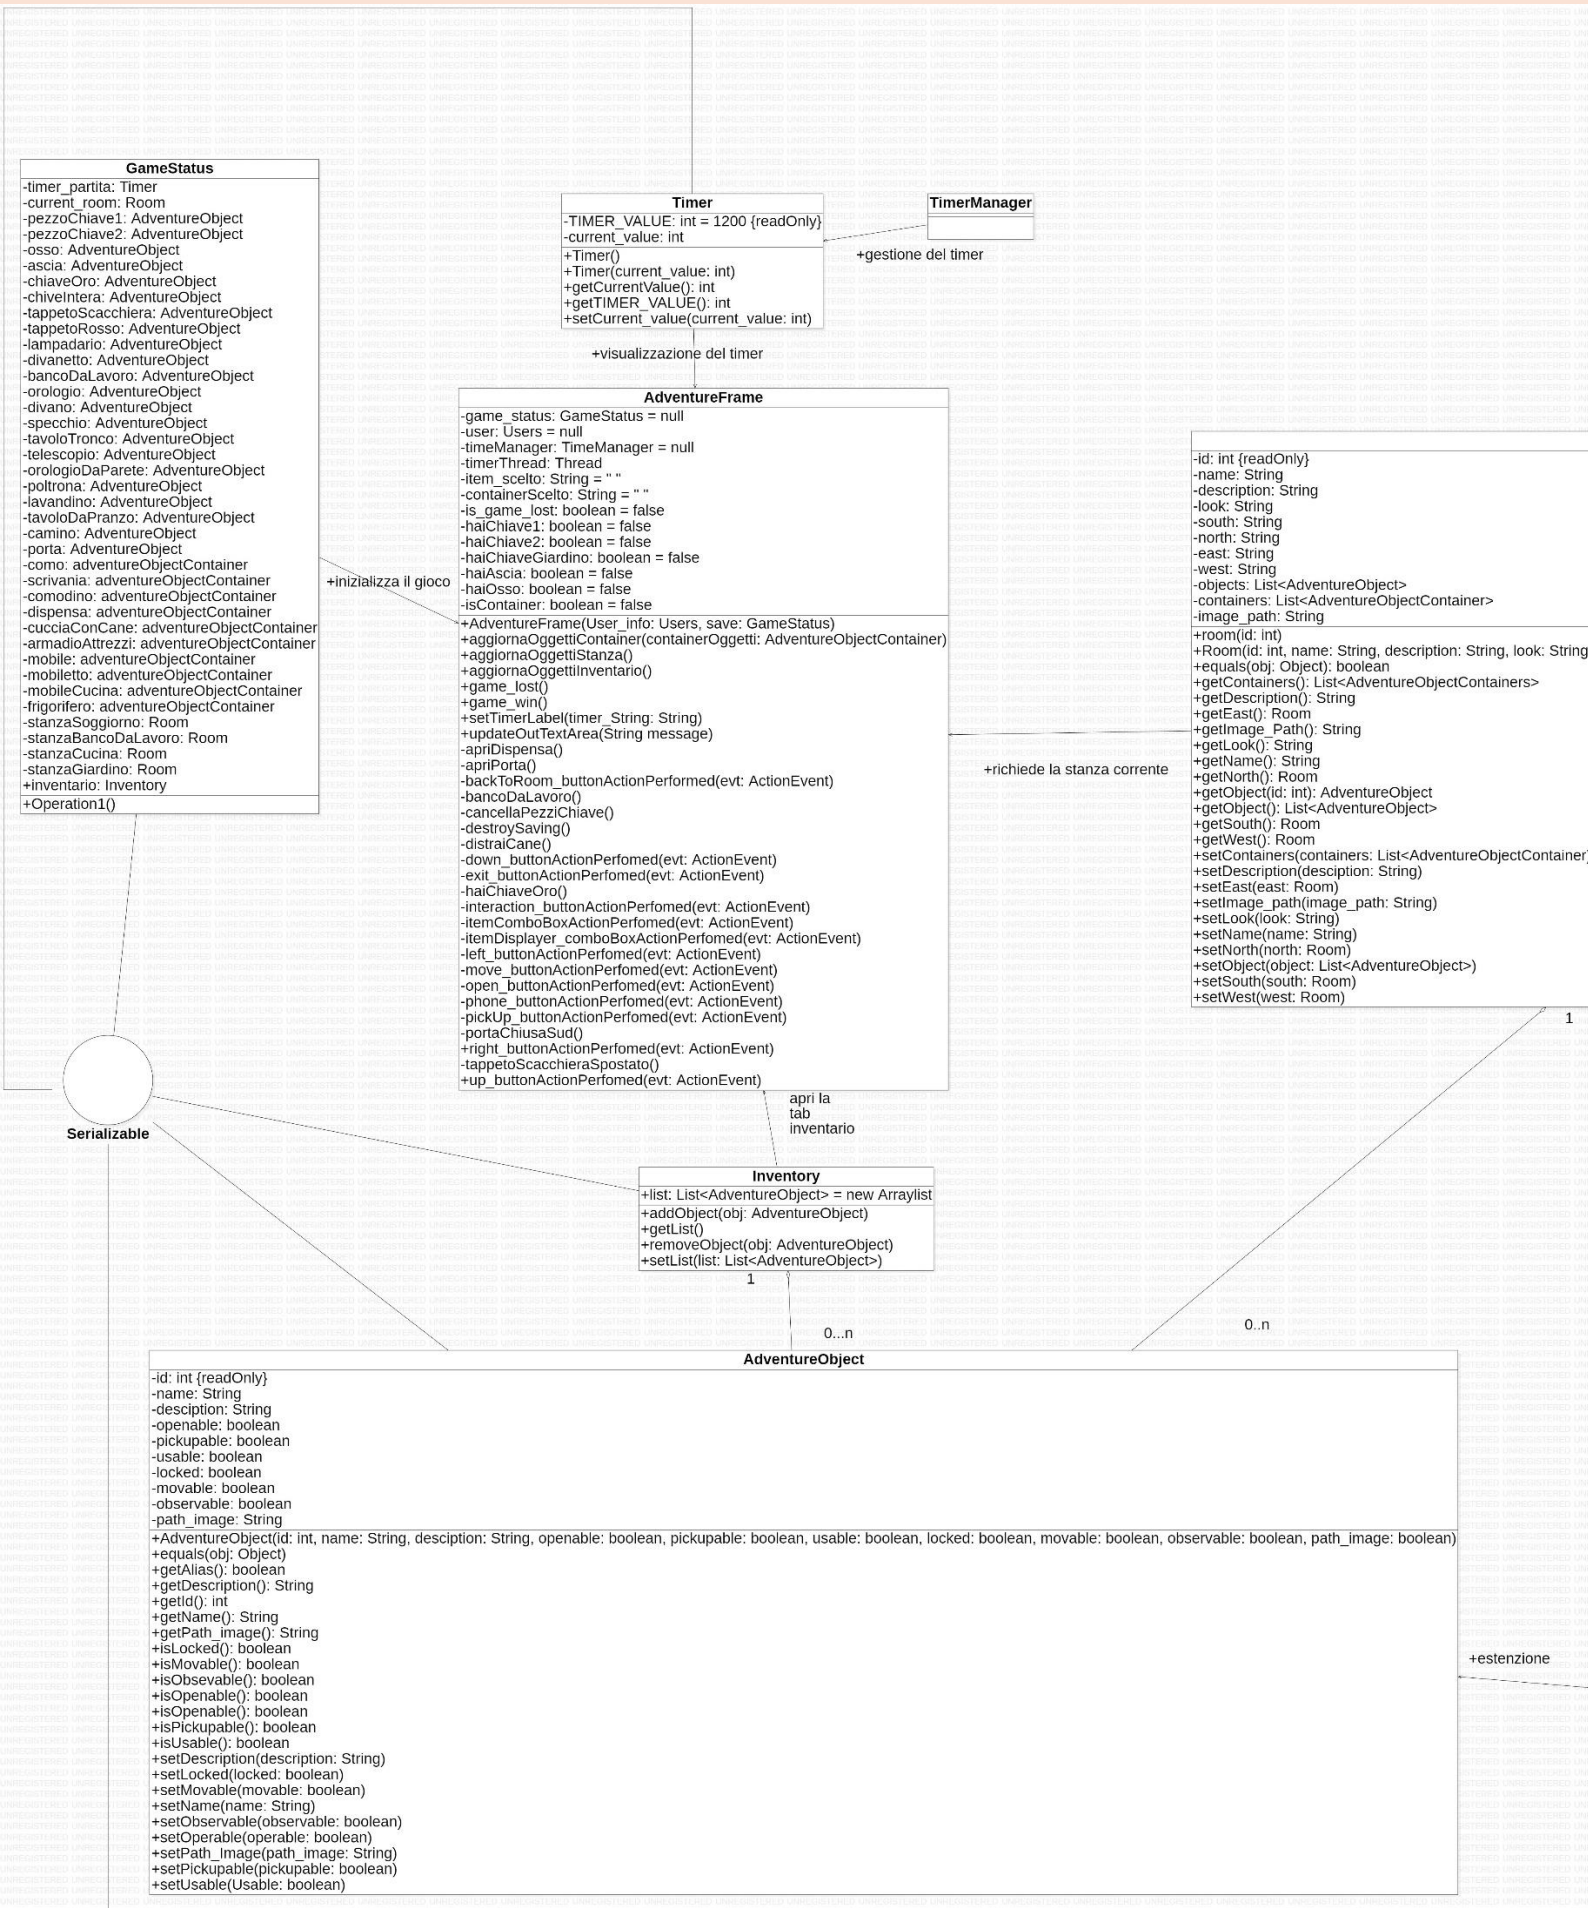 GameStatus
-timer_partita: Timer
-current_room: Room
-pezzoChiave1: AdventureObject
-pezzoChiave2: AdventureObject
-osso: AdventureObject
-ascia: AdventureObject
-chiaveOro: AdventureObject
-chiveIntera: AdventureObject
-tappetoScacchiera: AdventureObject
-tappetoRosso: AdventureObject
-lampadario: AdventureObject
-divanetto: AdventureObject
-bancoDaLavoro: AdventureObject
-orologio: AdventureObject
-divano: AdventureObject
-specchio: AdventureObject
-tavoloTronco: AdventureObject
-telescopio: AdventureObject
-orologioDaParete: AdventureObject
-poltrona: AdventureObject
-lavandino: AdventureObject
-tavoloDaPranzo: AdventureObject
-camino: AdventureObject
-porta: AdventureObject
-como: adventureObjectContainer
-scrivania: adventureObjectContainer
-comodino: adventureObjectContainer
-dispensa: adventureObjectContainer
-cucciaConCane: adventureObjectContainer
-armadioAttrezzi: adventureObjectContainer
-mobile: adventureObjectContainer
-mobiletto: adventureObjectContainer
-mobileCucina: adventureObjectContainer
-frigorifero: adventureObjectContainer
-stanzaSoggiorno: Room
-stanzaBancoDaLavoro: Room
-stanzaCucina: Room
-stanzaGiardino: Room
+inventario: Inventory
+Operation1()
Timer
-TIMER_VALUE: int = 1200 {readOnly}
-current_value: int
+Timer()
+Timer(current_value: int)
+getCurrentValue(): int
+getTIMER_VALUE(): int
+setCurrent_value(current_value: int)
TimerManager
+gestione del timer
+visualizzazione del timer
+inizializza il gioco
AdventureFrame
-game_status: GameStatus = null
-user: Users = null
-timeManager: TimeManager = null
-timerThread: Thread
-item_scelto: String = " "
-containerScelto: String = " "
-is_game_lost: boolean = false
-haiChiave1: boolean = false
-haiChiave2: boolean = false
-haiChiaveGiardino: boolean = false
-haiAscia: boolean = false
-haiOsso: boolean = false
-isContainer: boolean = false
+AdventureFrame(User_info: Users, save: GameStatus)
+aggiornaOggettiContainer(containerOggetti: AdventureObjectContainer)
+aggiornaOggettiStanza()
+aggiornaOggettiInventario()
+game_lost()
+game_win()
+setTimerLabel(timer_String: String)
+updateOutTextArea(String message)
-apriDispensa()
-apriPorta()
-backToRoom_buttonActionPerformed(evt: ActionEvent)
-bancoDaLavoro()
-cancellaPezziChiave()
-destroySaving()
-distraiCane()
-down_buttonActionPerfomed(evt: ActionEvent)
-exit_buttonActionPerfomed(evt: ActionEvent)
-haiChiaveOro()
-interaction_buttonActionPerfomed(evt: ActionEvent)
-itemComboBoxActionPerfomed(evt: ActionEvent)
-itemDisplayer_comboBoxActionPerfomed(evt: ActionEvent)
-left_buttonActionPerfomed(evt: ActionEvent)
-move_buttonActionPerfomed(evt: ActionEvent)
-open_buttonActionPerfomed(evt: ActionEvent)
-phone_buttonActionPerfomed(evt: ActionEvent)
-pickUp_buttonActionPerfomed(evt: ActionEvent)
-portaChiusaSud()
+right_buttonActionPerfomed(evt: ActionEvent)
-tappetoScacchieraSpostato()
+up_buttonActionPerfomed(evt: ActionEvent)
+richiede la stanza corrente
-id: int {readOnly}
-name: String
-description: String
-look: String
-south: String
-north: String
-east: String
-west: String
-objects: List<AdventureObject>
-containers: List<AdventureObjectContainer>
-image_path: String
+room(id: int)
+Room(id: int, name: String, description: String, look: String
+equals(obj: Object): boolean
+getContainers(): List<AdventureObjectContainers>
+getDescription(): String
+getEast(): Room
+getImage_Path(): String
+getLook(): String
+getName(): String
+getNorth(): Room
+getObject(id: int): AdventureObject
+getObject(): List<AdventureObject>
+getSouth(): Room
+getWest(): Room
+setContainers(containers: List<AdventureObjectContainer)
+setDescription(desciption: String)
+setEast(east: Room)
+setImage_path(image_path: String)
+setLook(look: String)
+setName(name: String)
+setNorth(north: Room)
+setObject(object: List<AdventureObject>)
+setSouth(south: Room)
+setWest(west: Room)
1
Serializable
apri la
tab
inventario
Inventory
+list: List<AdventureObject> = new Arraylist
+addObject(obj: AdventureObject)
+getList()
+removeObject(obj: AdventureObject)
+setList(list: List<AdventureObject>)
1
0...n
0..n
AdventureObject
-id: int {readOnly}
-name: String
-desciption: String
-openable: boolean
-pickupable: boolean
-usable: boolean
-locked: boolean
-movable: boolean
-observable: boolean
-path_image: String
+AdventureObject(id: int, name: String, desciption: String, openable: boolean, pickupable: boolean, usable: boolean, locked: boolean, movable: boolean, observable: boolean, path_image: boolean)
+equals(obj: Object)
+getAlias(): boolean
+getDescription(): String
+getId(): int
+getName(): String
+getPath_image(): String
+isLocked(): boolean
+isMovable(): boolean
+isObsevable(): boolean
+isOpenable(): boolean
+isOpenable(): boolean
+isPickupable(): boolean
+isUsable(): boolean
+setDescription(description: String)
+setLocked(locked: boolean)
+setMovable(movable: boolean)
+setName(name: String)
+setObservable(observable: boolean)
+setOperable(operable: boolean)
+setPath_Image(path_image: String)
+setPickupable(pickupable: boolean)
+setUsable(Usable: boolean)
+estenzione